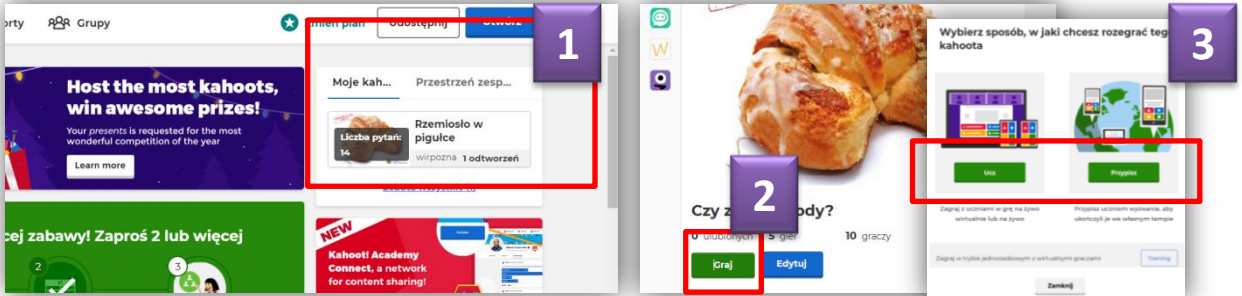 orty Grupy
Zmień plan
Udostępnij
Utwórz
1
Host the most kahoots,
win awesome prizes!
Your presents is requested for the most
wonderful competition of the year
Learn more
Moje kah... Przestrzeń zesp...
Liczba pytań:
14
Rzemiosło w
pigułce
wirpozna 1 odtworzeń
cej zabawy! Zaproś 2 lub więcej
2
3
NEW
Kahoot! Academy
Connect, a network
for content sharing!
W
2
Czy z ody?
0 ulubionych 5 gier 10 graczy
Graj
Edytuj
3
Wybierz sposób, w jaki chcesz rozegrać tego
kahoota
Ucz
Przypisz
Zagraj z uczniami w grę na żywo
wirtualnie lub na żywo
Przypisz uczniom wyzwanie, aby
ukończyli je we własnym tempie
Zagraj w trybie jednoosobowym z wirtualnymi graczami
Trening
Zamknij